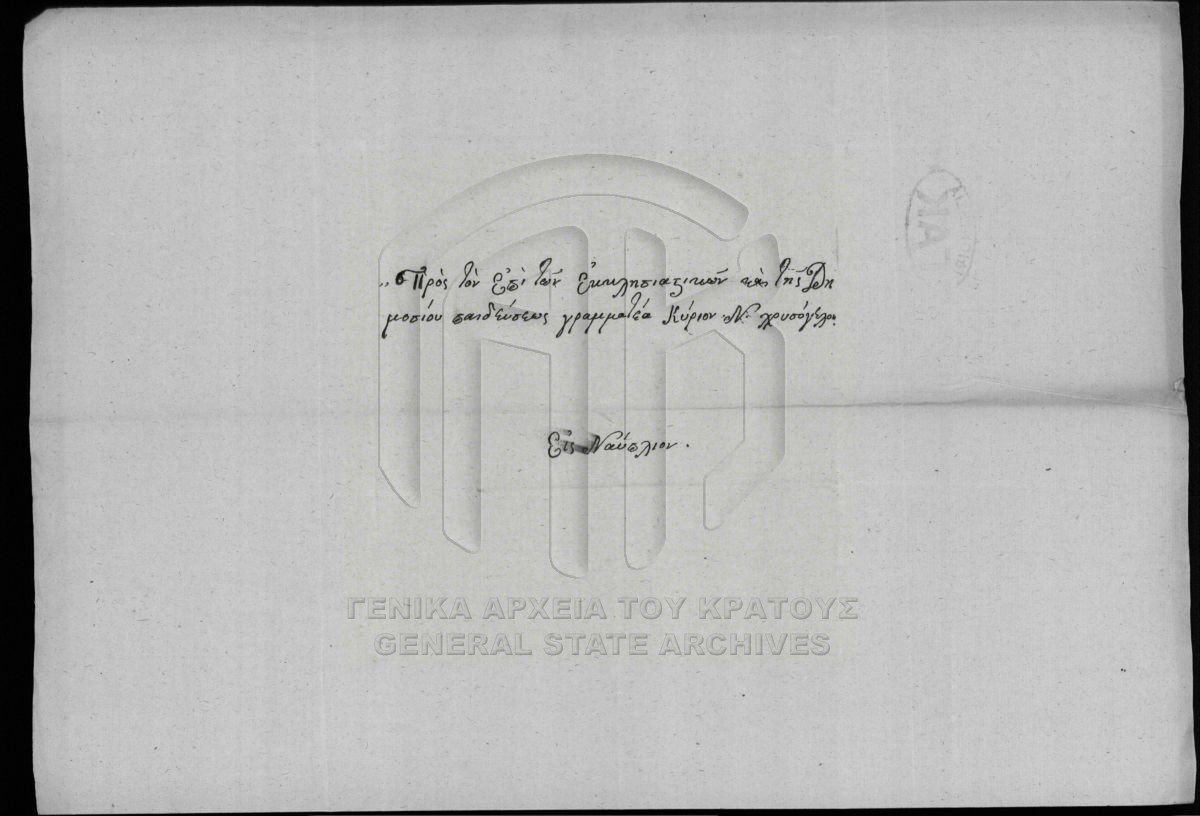 „Πρὸς τὸν ἐπὶ τῶν ἐκκλησιαστικῶν καὶ τῆς Δη
μοσίου παιδεύσεως γραμματέα Κύριον Ν. χρυσόγελον
Εἰς Ναύπλιον.
ΓΕΝΙΚΑ ΑΡΧΕΙΑ ΤΟΥ ΚΡΑΤΟΥΣ
GENERAL STATE ARCHIVES